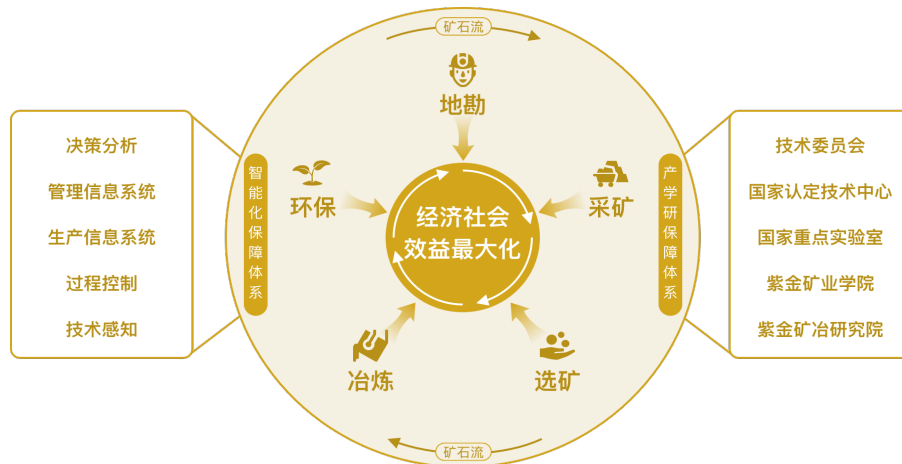 矿石流
地勘
决策分析
管理信息系统
生产信息系统
过程控制
技术感知
智能化保障体系
环保
经济社会
效益最大化
采矿
产学研保障体系
技术委员会
国家认定技术中心
国家重点实验室
紫金矿业学院
紫金矿冶研究院
冶炼
选矿
矿石流